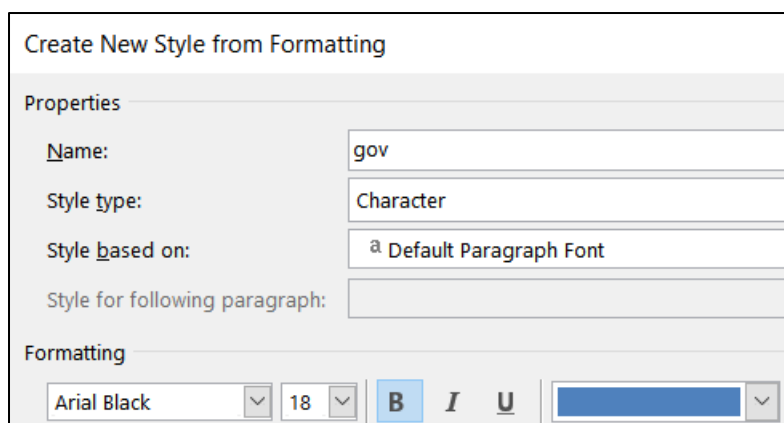 Create New Style from Formatting
Properties
Name: gov
Style type: Character
Style based on: a Default Paragraph Font
Style for following paragraph:
Formatting
Arial Black 18 B I U